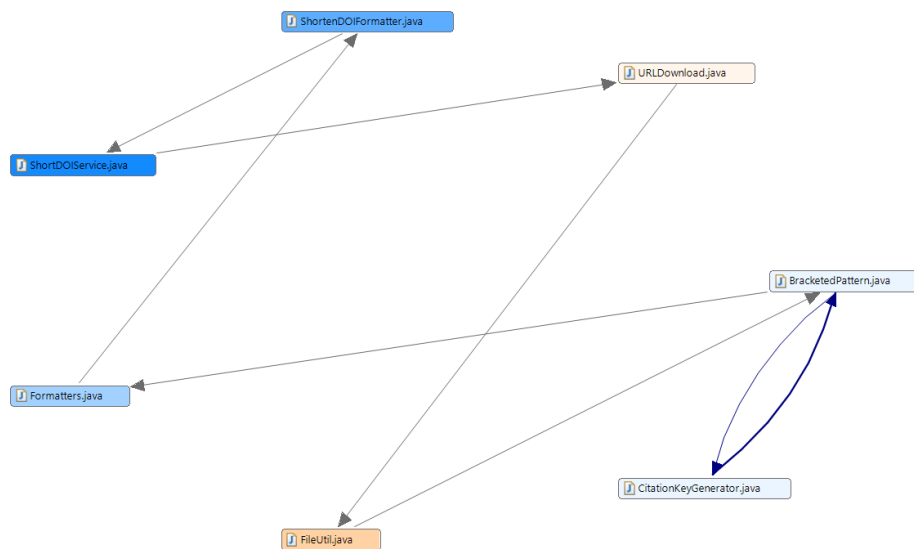 ShortenDOIFormatter.java
URLDownload.java
ShortDOIService.java
BracketedPattern.java
Formatters.java
CitationKeyGenerator.java
FileUtil.java